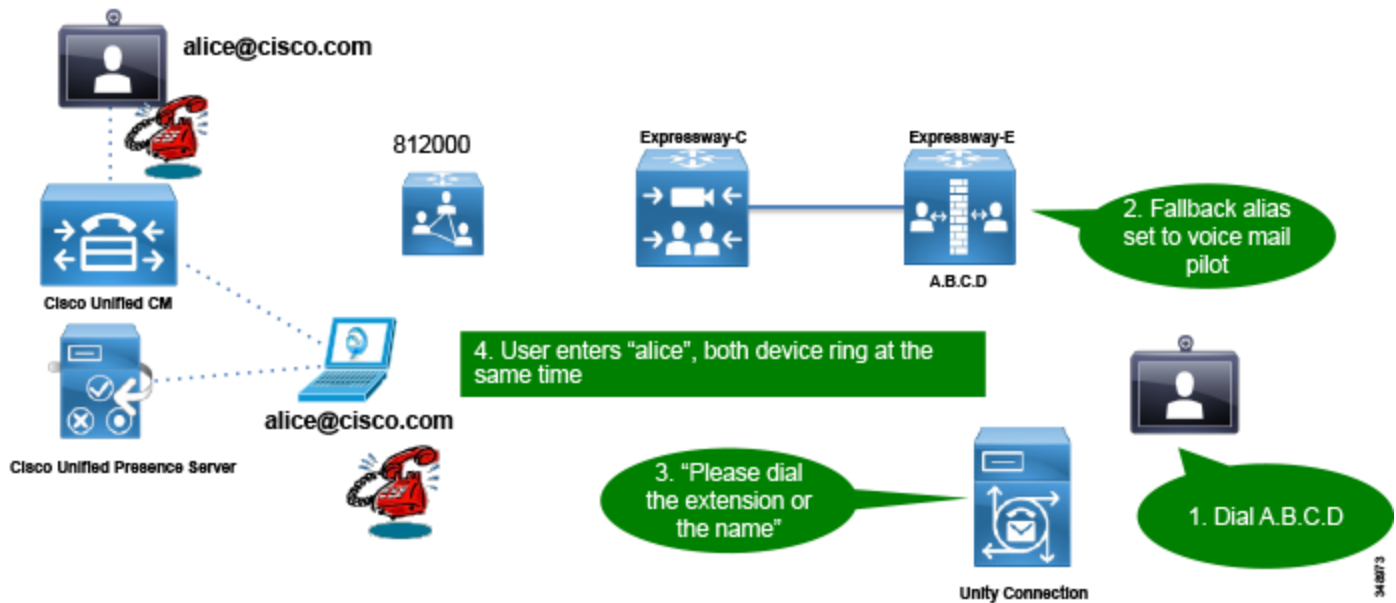 alice@cisco.com
812000
Expressway-C
Expressway-E
2. Fallback alias
set to voice mail
pilot
A.B.C.D
Cisco Unified CM
4. User enters “alice”, both device ring at the
same time
alice@cisco.com
Cisco Unified Presence Server
3. “Please dial
the extension or
the name”
1. Dial A.B.C.D
Unity Connection
348973